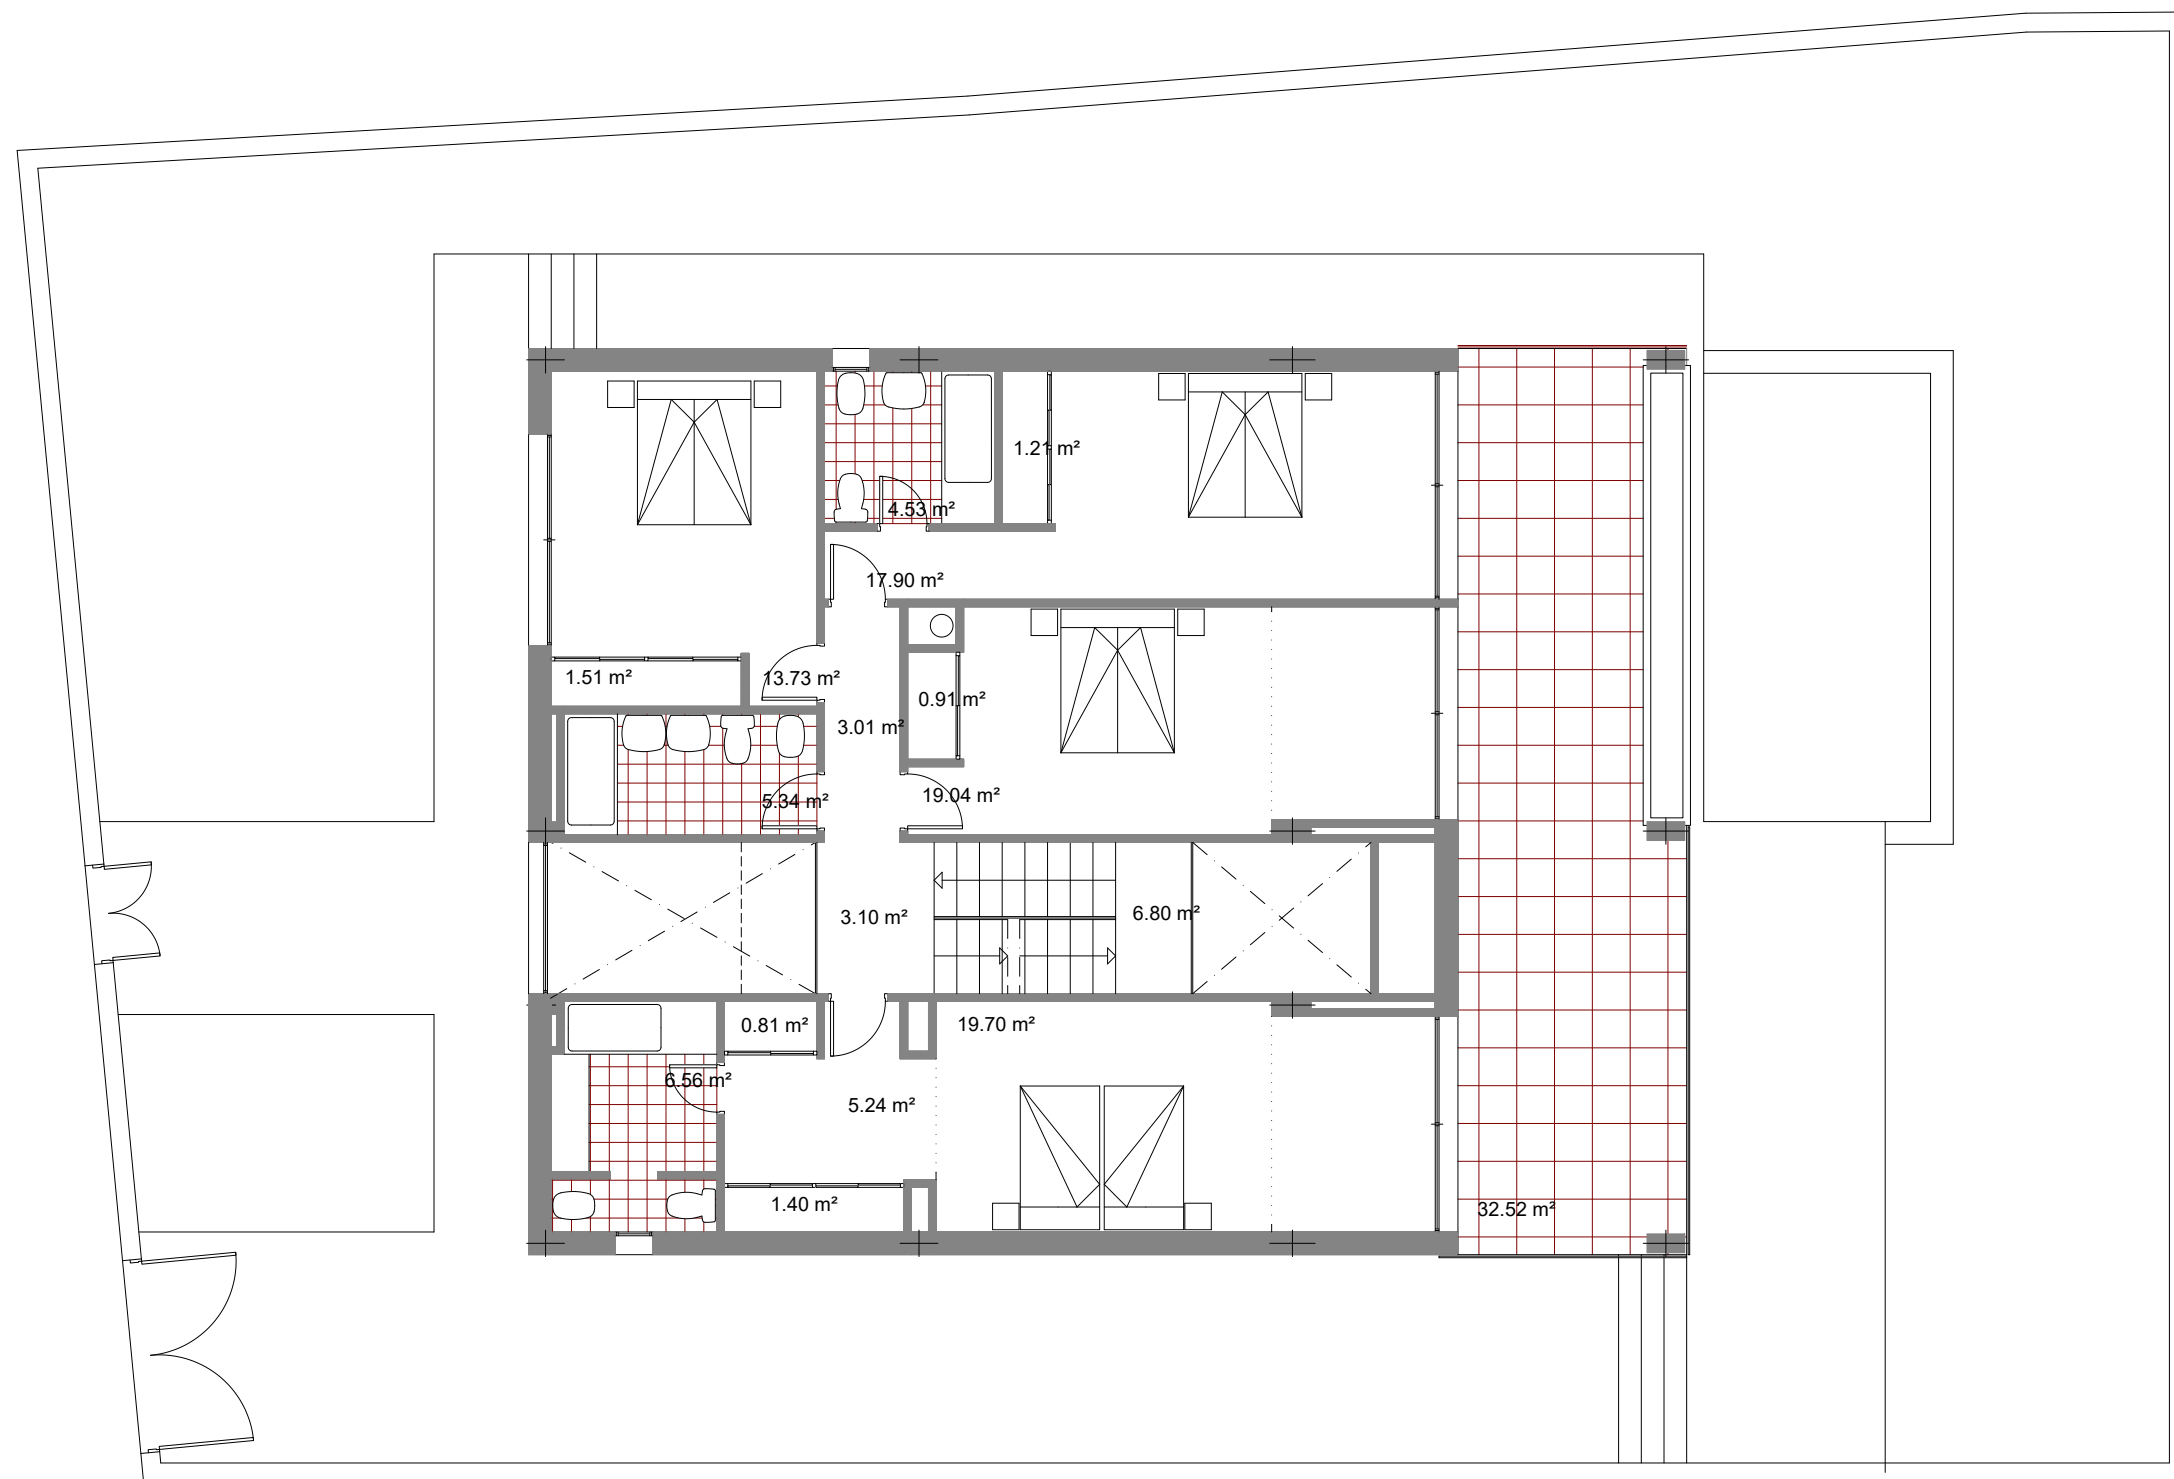 1.21 m²
4.53 m²
17.90 m²
1.51 m²
13.73 m²
0.91 m²
3.01 m²
5.34 m²
19.04 m²
3.10 m²
6.80 m²
0.81 m²
19.70 m²
6.56 m²
5.24 m²
1.40 m²
32.52 m²